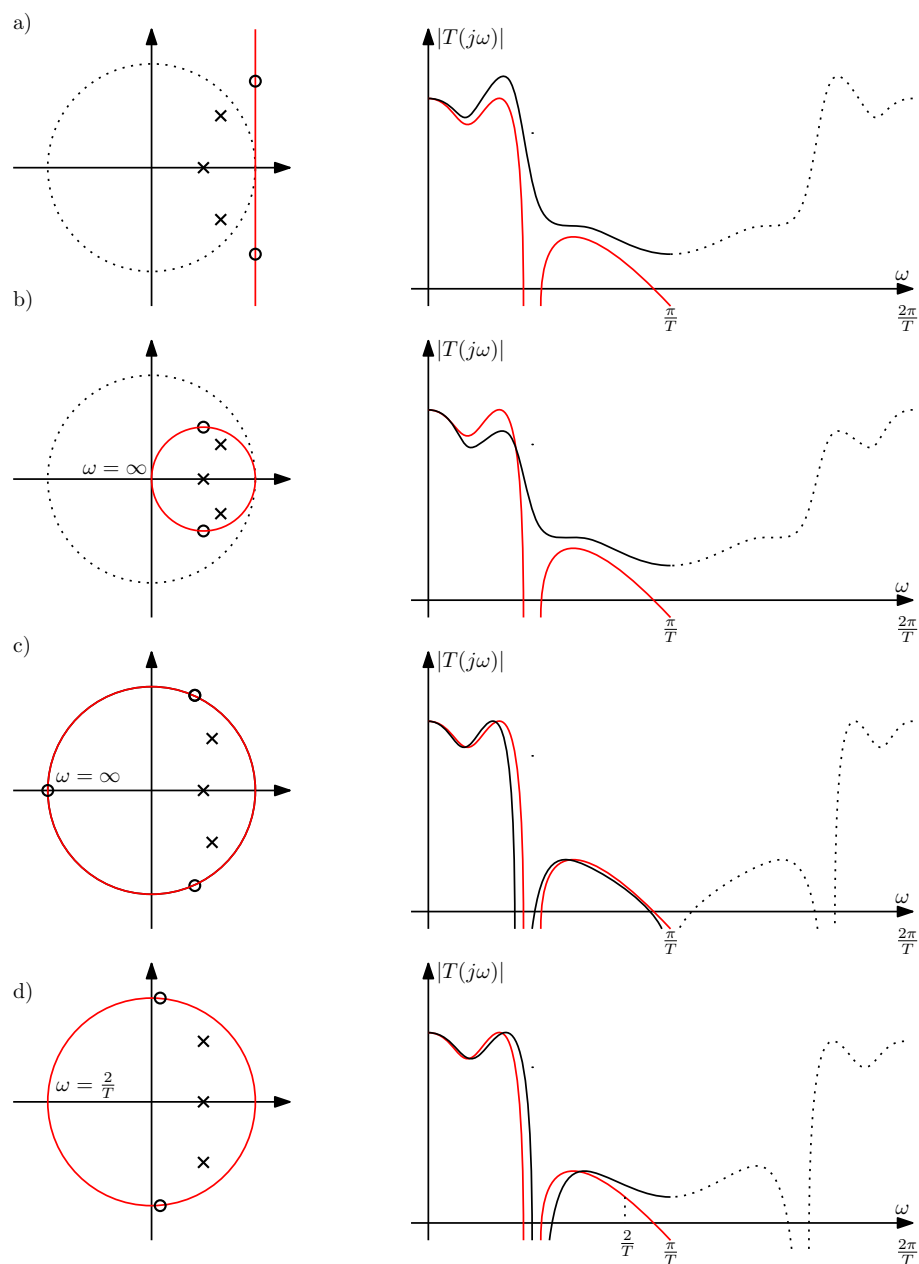 a)
|T(jω)|
ω
π/T
2π/T
b)
|T(jω)|
ω = ∞
ω
π/T
2π/T
c)
|T(jω)|
ω = ∞
ω
π/T
2π/T
d)
|T(jω)|
ω = 2/T
ω
2/T
π/T
2π/T